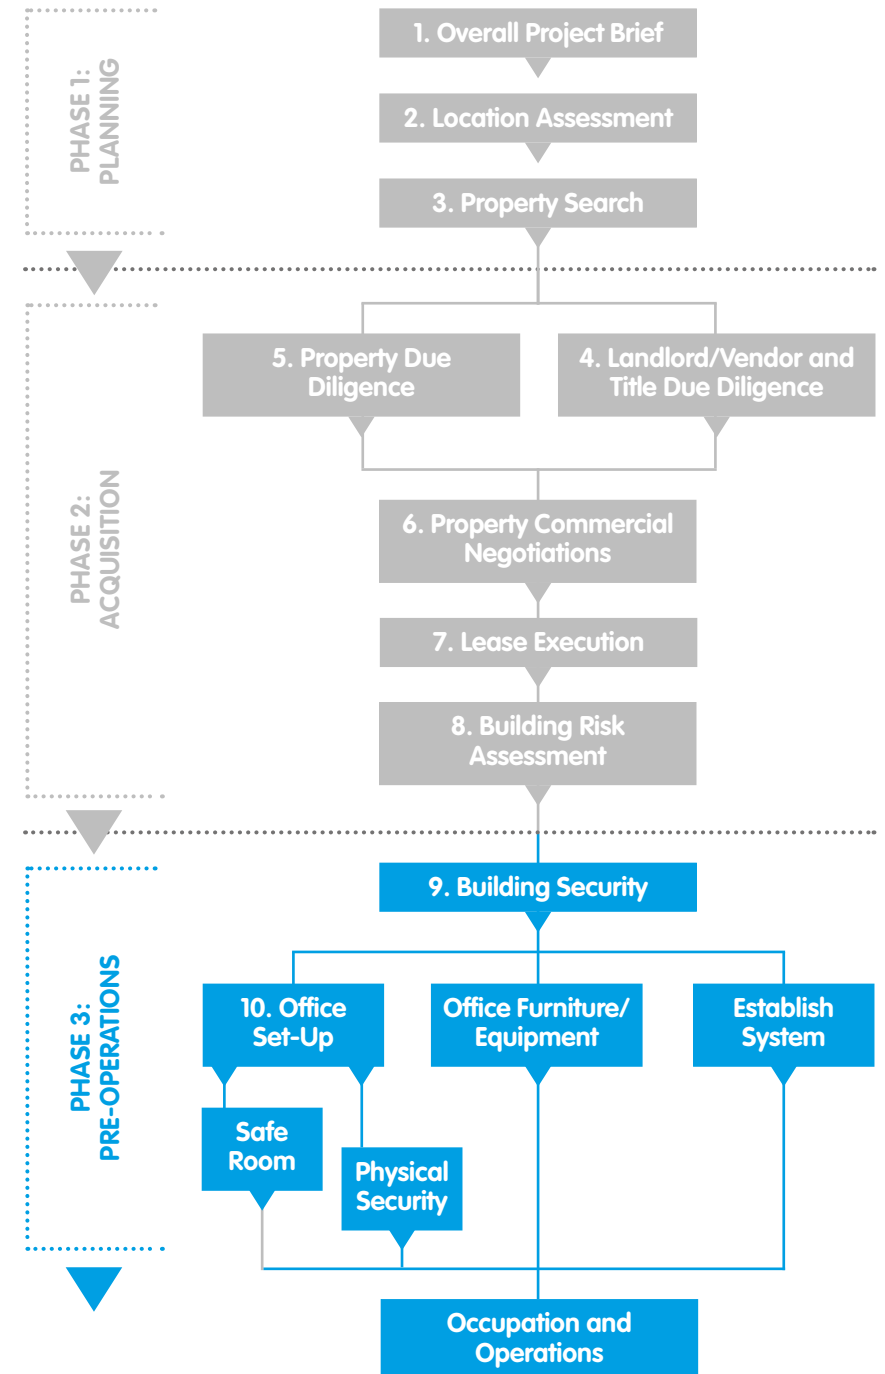 PHASE 1:
PLANNING
1. Overall Project Brief
2. Location Assessment
3. Property Search
PHASE 2:
ACQUISITION
5. Property Due
Diligence
4. Landlord/Vendor and
Title Due Diligence
6. Property Commercial
Negotiations
7. Lease Execution
8. Building Risk
Assessment
PHASE 3:
PRE-OPERATIONS
9. Building Security
10. Office
Set-Up
Office Furniture/
Equipment
Establish
System
Safe
Room
Physical
Security
Occupation and
Operations